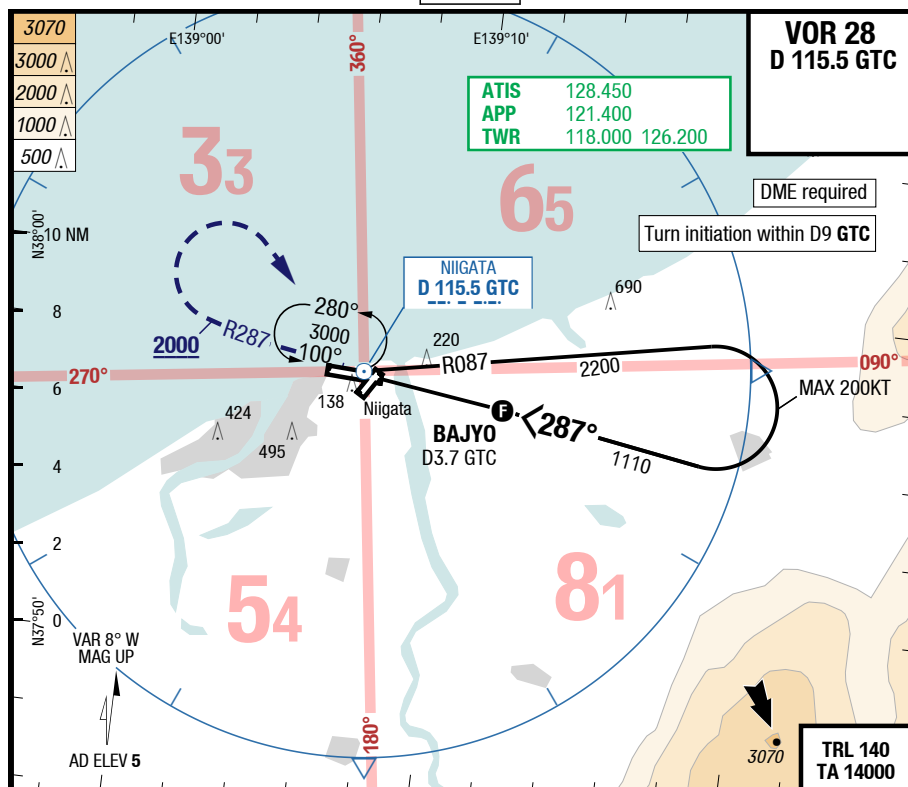 3070
3000
2000
1000
500
E139°00'
E139°10'
360°
VOR 28
D 115.5 GTC
ATIS 128.450
APP 121.400
TWR 118.000 126.200
33
65
DME required
Turn initiation within D9 GTC
N38°00'
10 NM
NIIGATA
D 115.5 GTC
690
8
280°
3000
100°
R287
2000
220
R087
2200
090°
270°
6
138
Niigata
MAX 200KT
424
495
F
BAJYO
D3.7 GTC
<287°
1110
4
2
54
81
N37°50'
0
VAR 8° W
MAG UP
180°
AD ELEV 5
3070
TRL 140
TA 14000